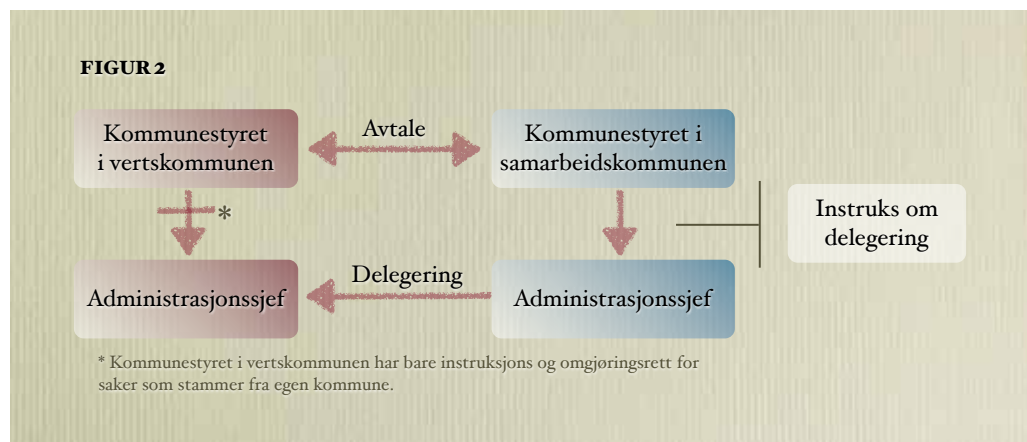 FIGUR 2
Kommunestyret
i vertskommunen
Avtale
Kommunestyret i
samarbeidskommunen
*
Instruks om
delegering
Administrasjonssjef
Delegering
Administrasjonssjef
* Kommunestyret i vertskommunen har bare instruksjons og omgjøringsrett for
saker som stammer fra egen kommune.